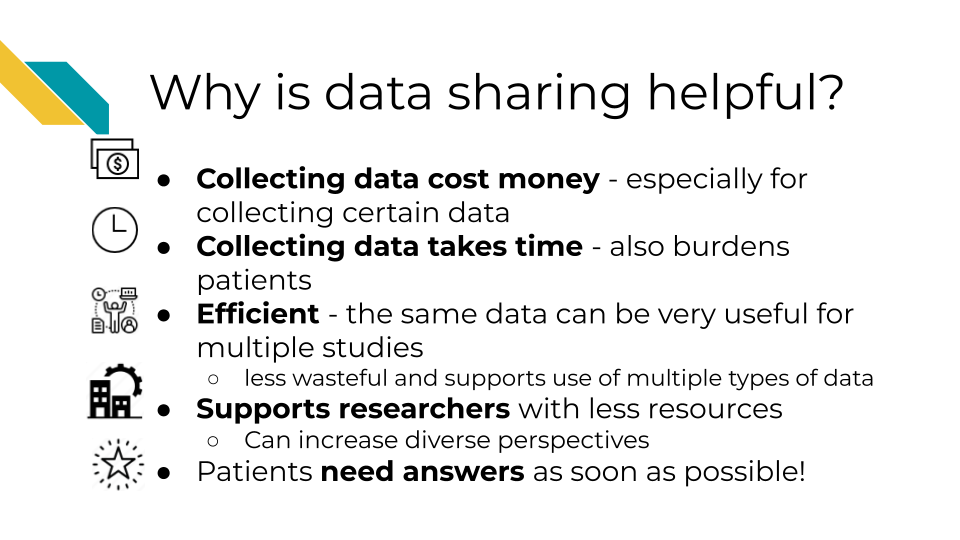 Why is data sharing helpful?
● Collecting data cost money - especially for
collecting certain data
● Collecting data takes time - also burdens
patients
● Efficient - the same data can be very useful for
multiple studies
○ less wasteful and supports use of multiple types of data
● Supports researchers with less resources
○ Can increase diverse perspectives
● Patients need answers as soon as possible!